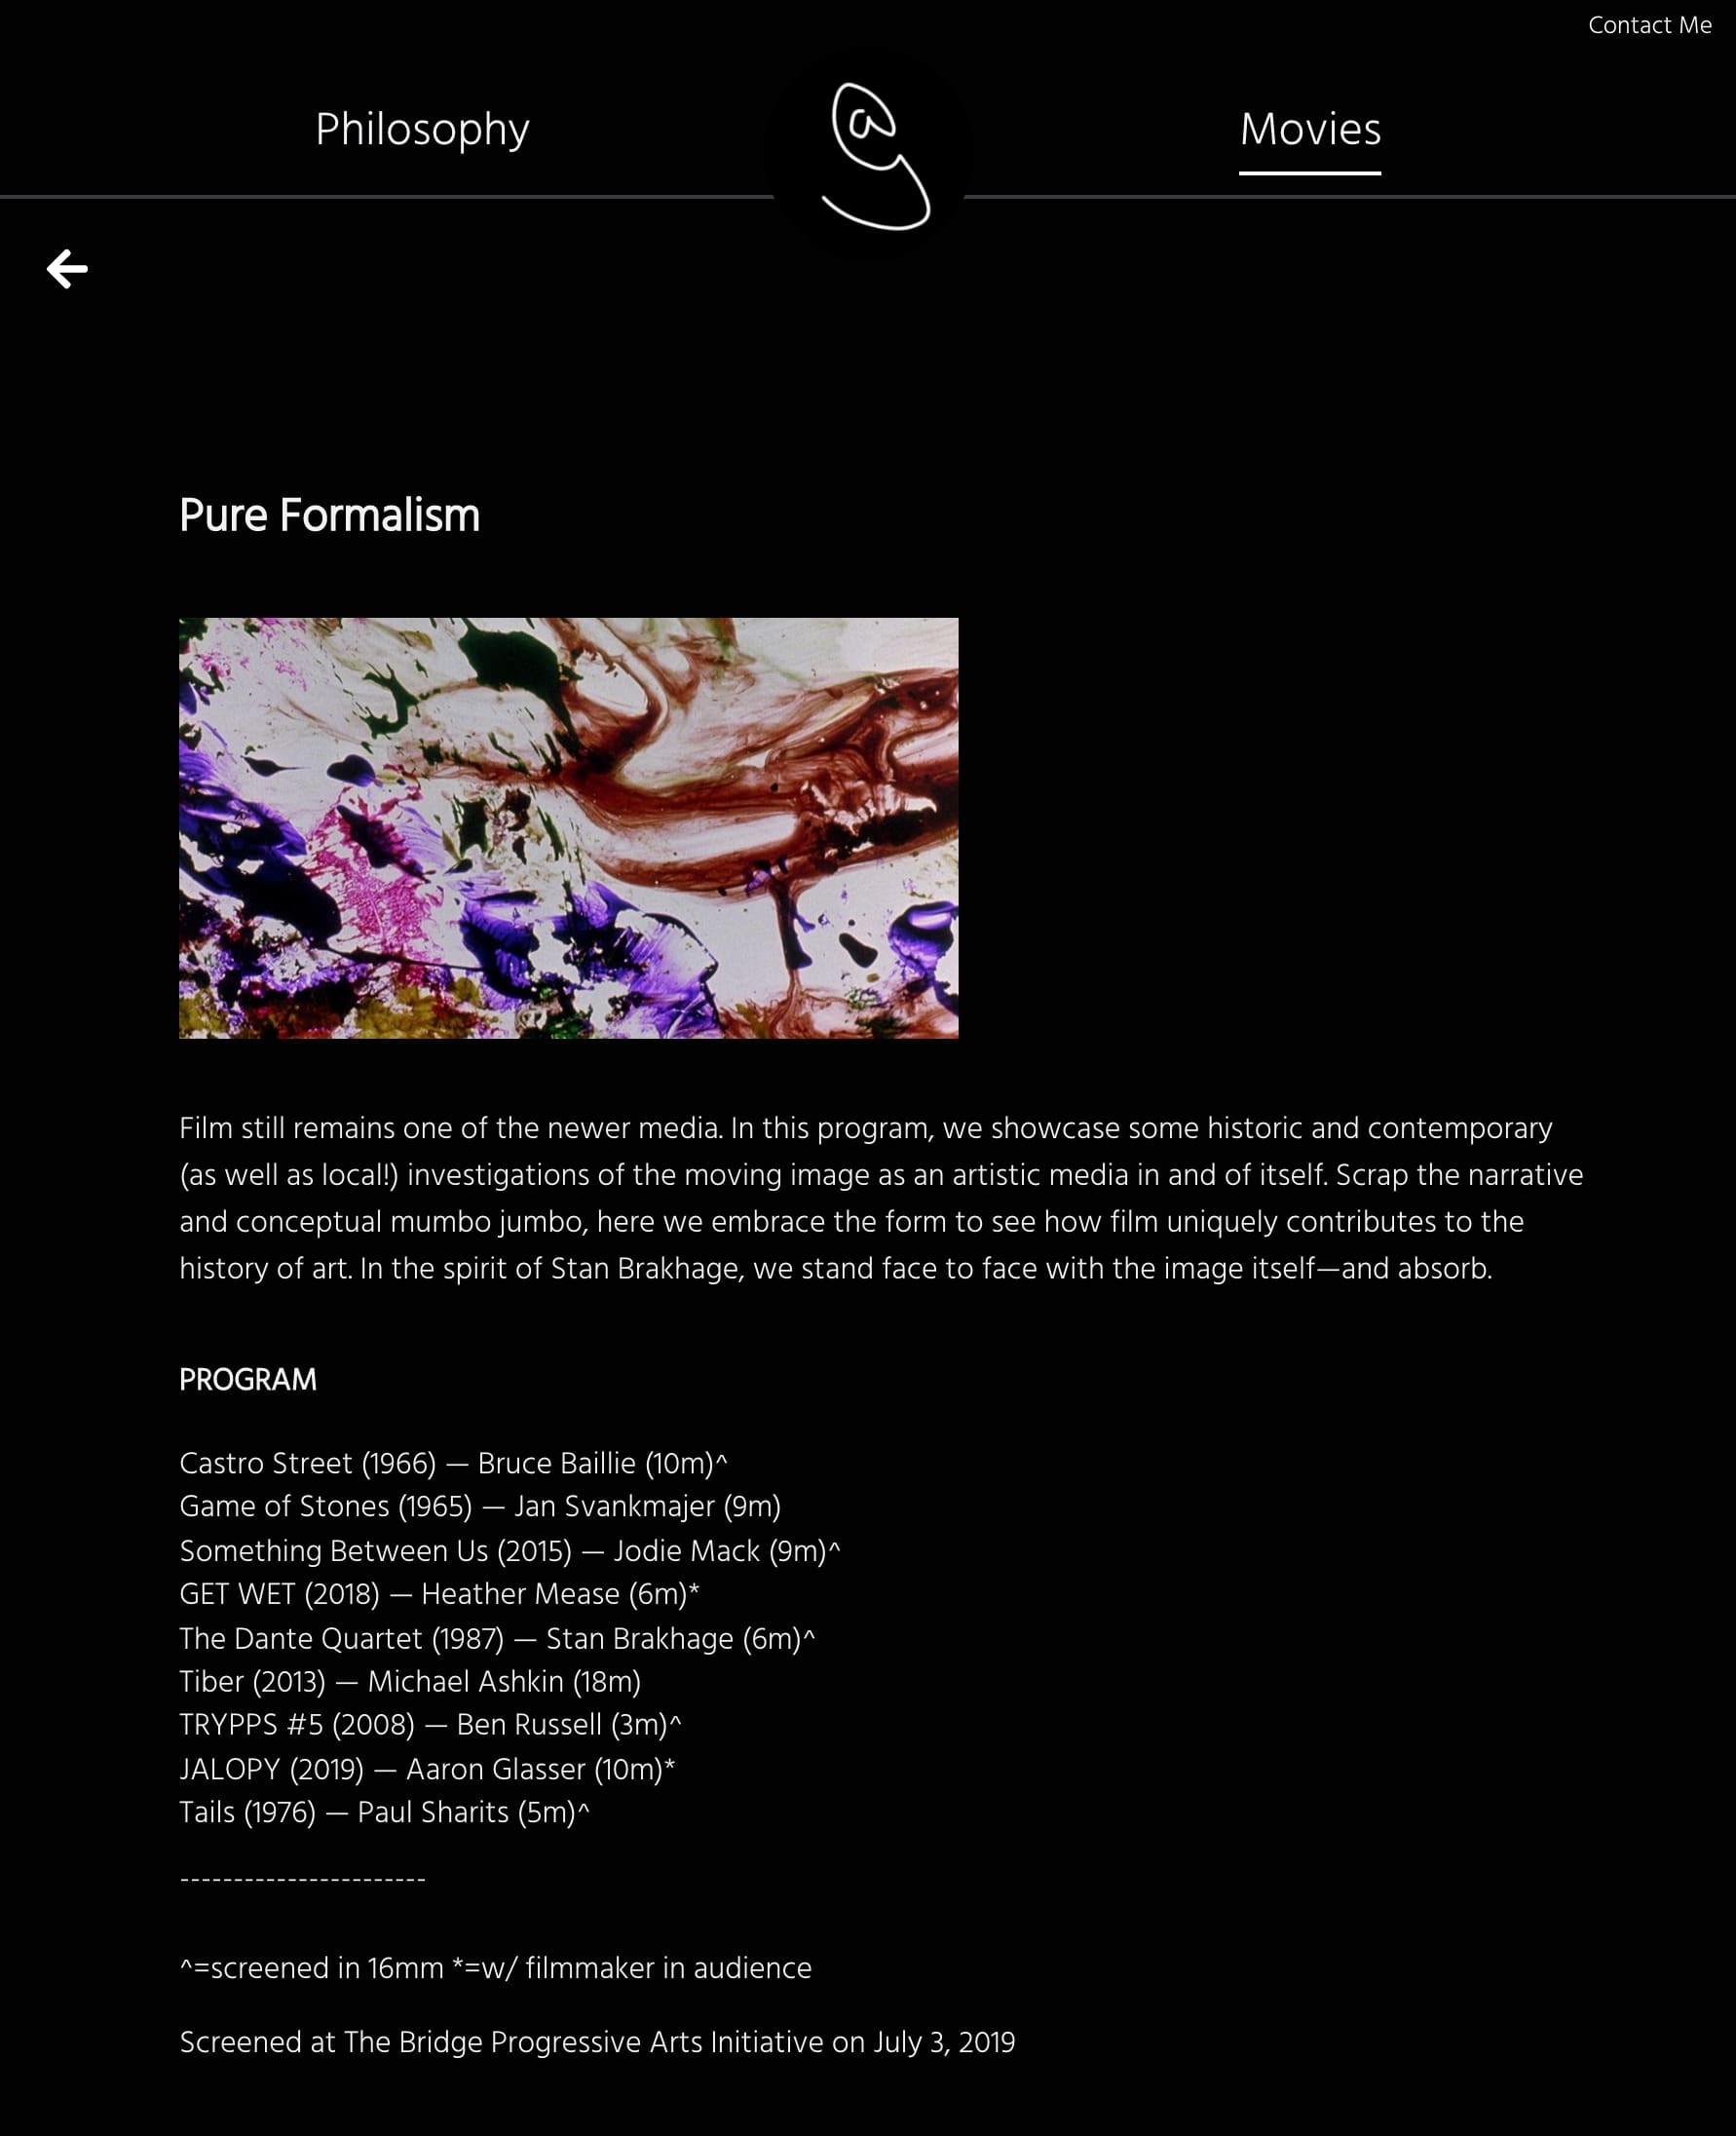 Contact Me
Philosophy
Movies
Pure Formalism
Film still remains one of the newer media. In this program, we showcase some historic and contemporary
(as well as local!) investigations of the moving image as an artistic media in and of itself. Scrap the narrative
and conceptual mumbo jumbo, here we embrace the form to see how film uniquely contributes to the
history of art. In the spirit of Stan Brakhage, we stand face to face with the image itself—and absorb.
PROGRAM
Castro Street (1966) — Bruce Baillie (10m)^
Game of Stones (1965) — Jan Svankmajer (9m)
Something Between Us (2015) — Jodie Mack (9m)^
GET WET (2018) — Heather Mease (6m)*
The Dante Quartet (1987) — Stan Brakhage (6m)^
Tiber (2013) — Michael Ashkin (18m)
TRYPPS #5 (2008) — Ben Russell (3m)^
JALOPY (2019) — Aaron Glasser (10m)*
Tails (1976) — Paul Sharits (5m)^
-----------------------
^=screened in 16mm *=w/ filmmaker in audience
Screened at The Bridge Progressive Arts Initiative on July 3, 2019